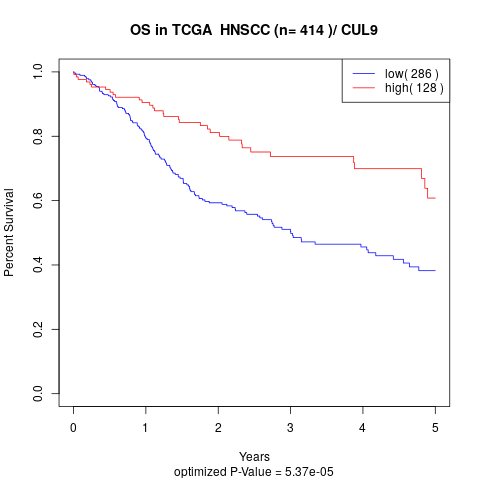 OS in TCGA HNSCC (n= 414 )/ CUL9
low( 286 )
high( 128 )
Percent Survival
1.0
0.8
0.6
0.4
0.2
0.0
0 1 2 3 4 5
Years
optimized P-Value = 5.37e-05